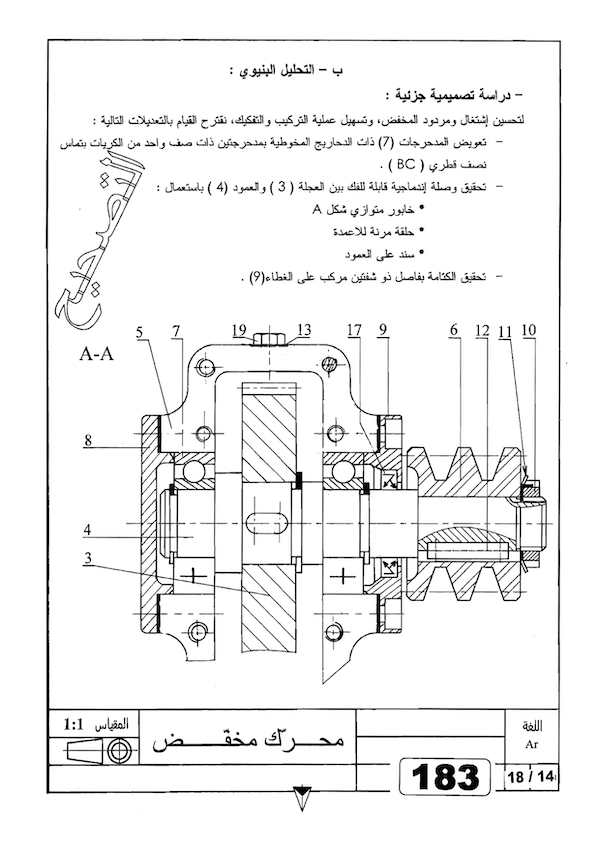 ب – التحليل البنيوي :
– دراسة تصميمية جزئية :
لتحسين إشتغال ومردود المخفض، وتسهيل عملية التركيب والتفكيك، نقترح القيام بالتعديلات التالية :
– تعويض المدحرجات (7) ذات الدحاريج المخروطية بمدحرجتين ذات صف واحد من الكريات بتماس
نصف قطري ( BC ) .
– تحقيق وصلة إندماجية قابلة للفك بين العجلة ( 3 ) والعمود (4 ) باستعمال :
• خابور متوازي شكل A
• حلقة مرنة للاعمدة
• سند على العمود
– تحقيق الكتامة بفاصل ذو شفتين مركب على الغطاء(9) .
التصحيح
A-A
5 7 19 13 17 9 6 12 11 10
8
4
3
المقياس 1:1
محرّك مخفّض
اللغة
Ar
183
18 / 14